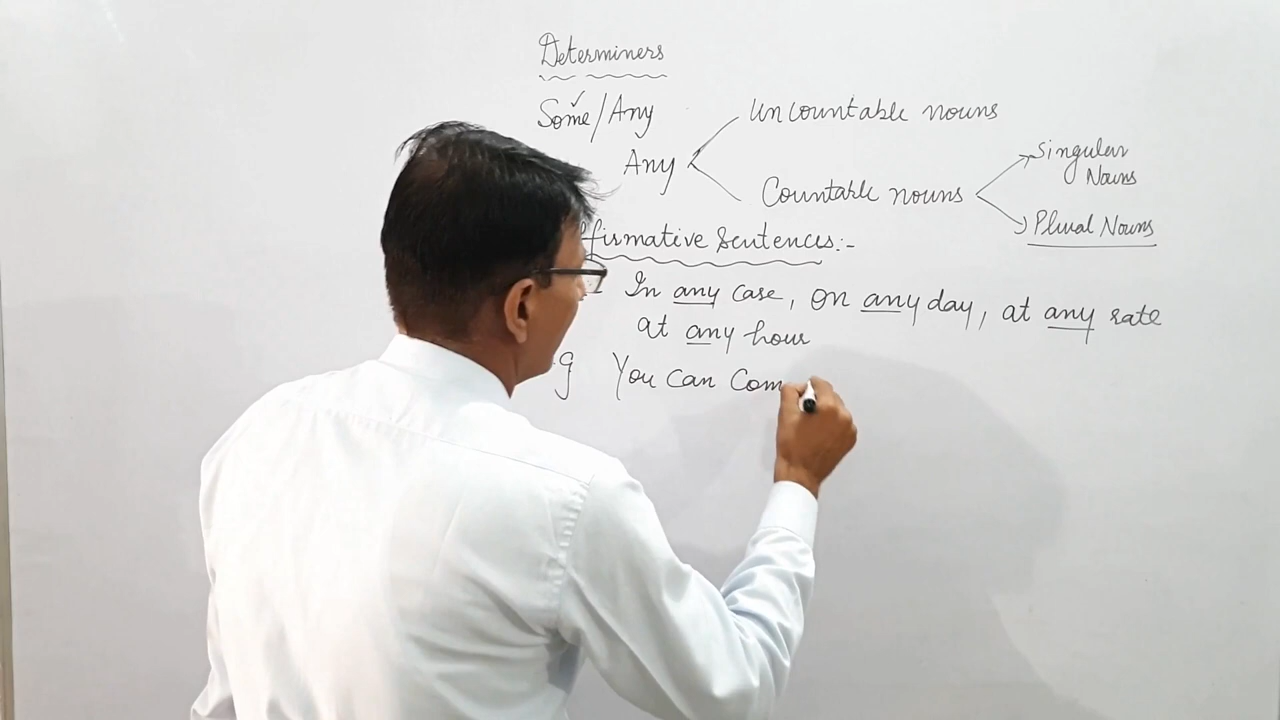 Determiners
Some/Any
Any
Uncountable nouns
Countable nouns
Singular
Nouns
Plural Nouns
ffirmative Sentences:-
In any case, on any day, at any rate
at any hour
g You can Com